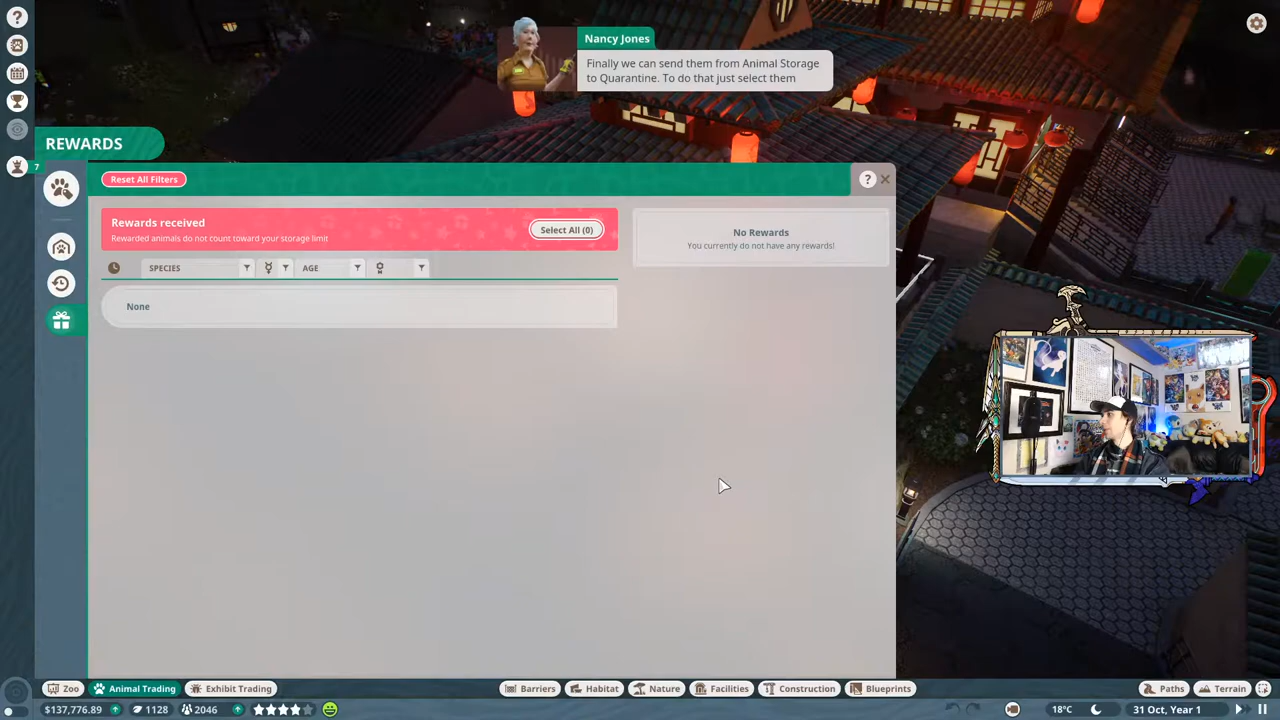 Nancy Jones
Finally we can send them from Animal Storage
to Quarantine. To do that just select them
7
REWARDS
Reset All Filters
?
Rewards received
Rewarded animals do not count toward your storage limit
Select All (0)
No Rewards
You currently do not have any rewards!
SPECIES
AGE
None
Zoo
Animal Trading
Exhibit Trading
Barriers
Habitat
Nature
Facilities
Construction
Blueprints
Paths
Terrain
$137,776.89
1128
2046
18°C
31 Oct, Year 1